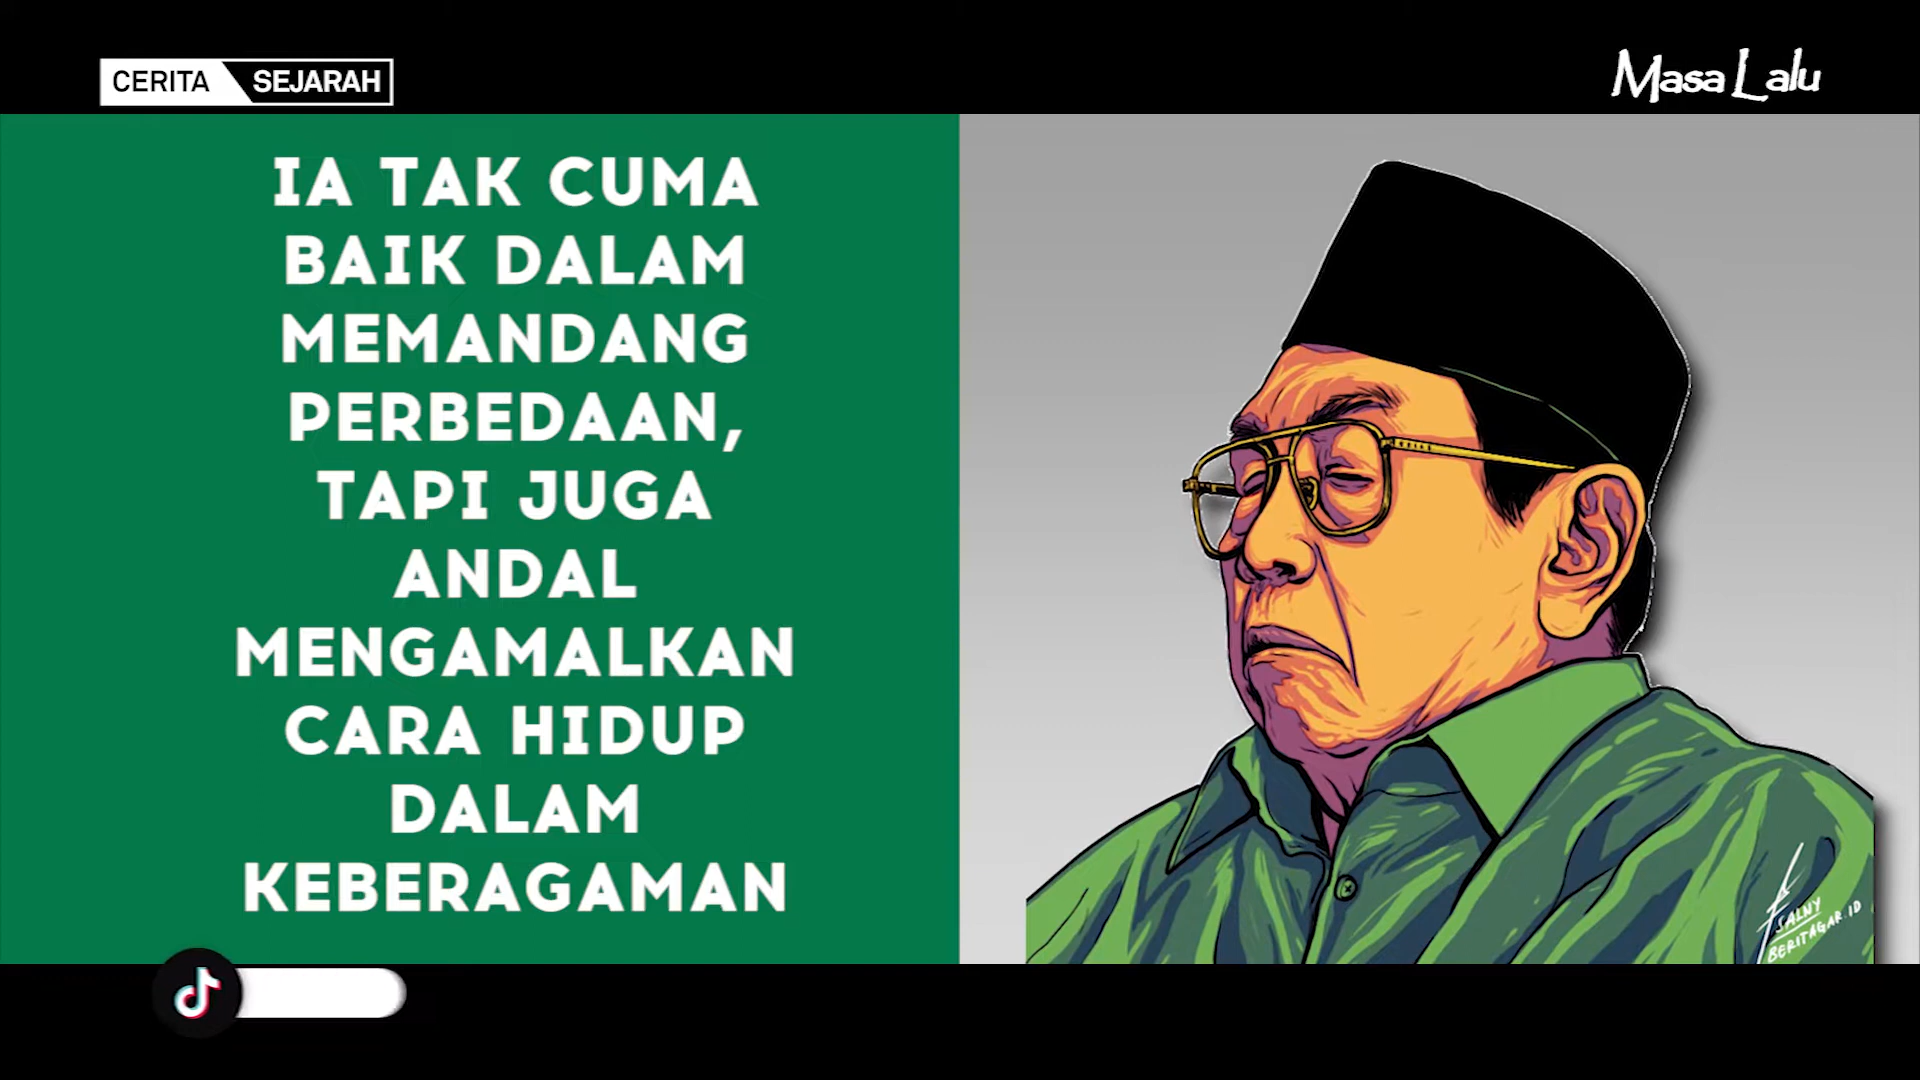 CERITA SEJARAH
Masa Lalu
IA TAK CUMA
BAIK DALAM
MEMANDANG
PERBEDAAN,
TAPI JUGA
ANDAL
MENGAMALKAN
CARA HIDUP
DALAM
KEBERAGAMAN
SALNY
BERITAGAR.ID